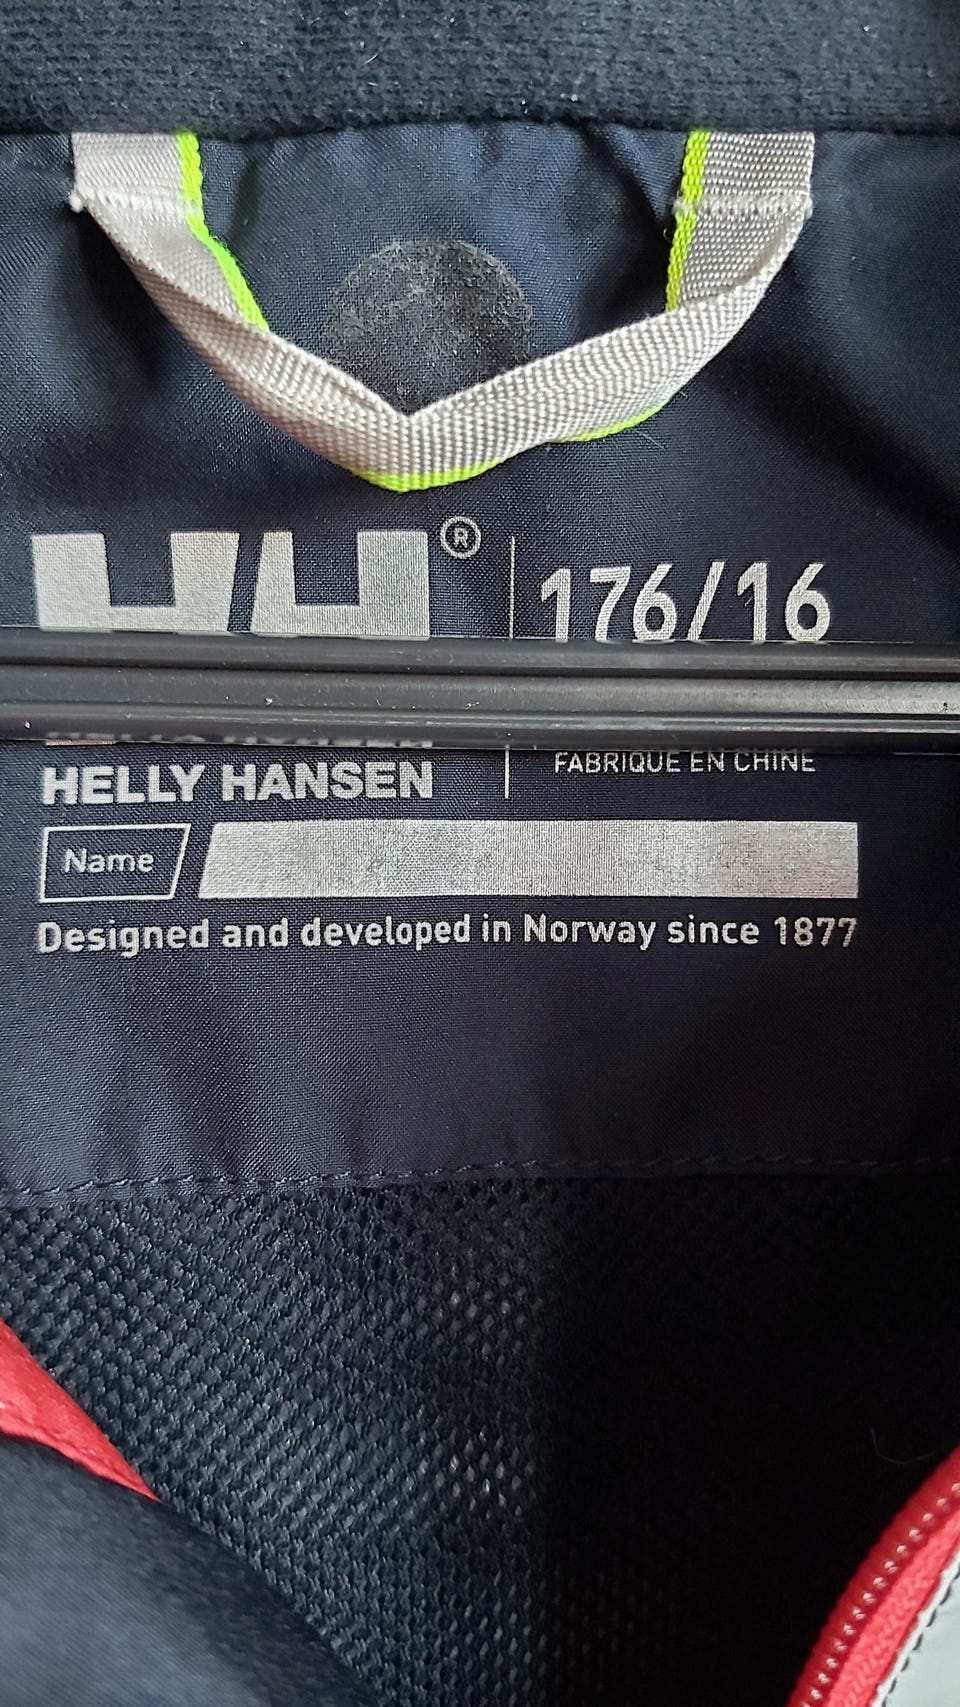 HH®
176/16
HELLY HANSEN
FABRIQUE EN CHINE
Name
Designed and developed in Norway since 1877